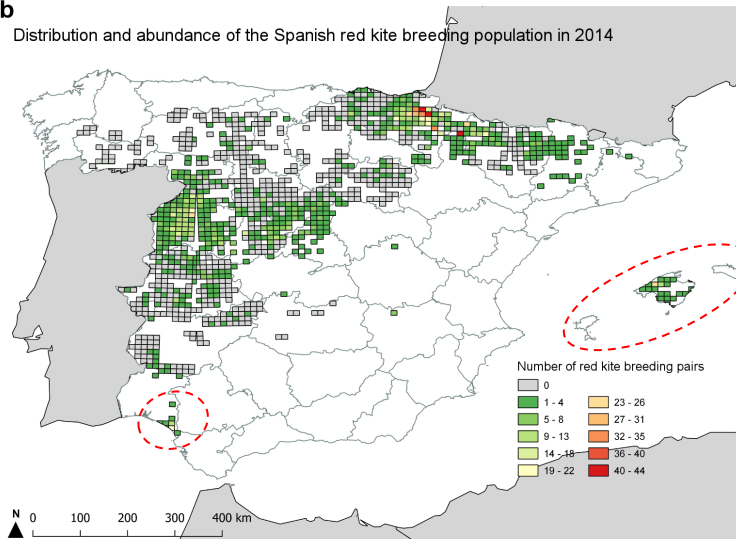 b
Distribution and abundance of the Spanish red kite breeding population in 2014
Number of red kite breeding pairs
0
1 - 4
5 - 8
9 - 13
14 - 18
19 - 22
23 - 26
27 - 31
32 - 35
36 - 40
40 - 44
N
0 100 200 300 400 km